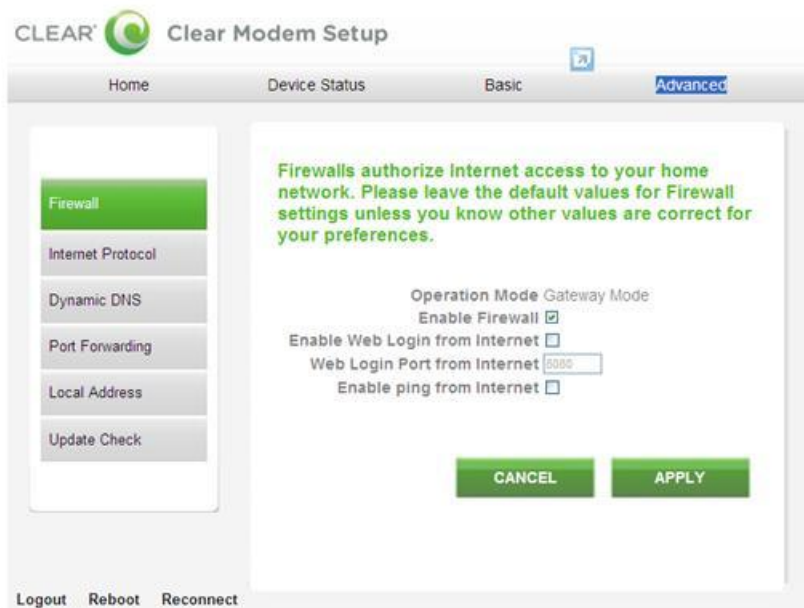 CLEAR® Clear Modem Setup
Home Device Status Basic Advanced
Firewall
Internet Protocol
Dynamic DNS
Port Forwarding
Local Address
Update Check
Firewalls authorize Internet access to your home
network. Please leave the default values for Firewall
settings unless you know other values are correct for
your preferences.
Operation Mode Gateway Mode
Enable Firewall
Enable Web Login from Internet
Web Login Port from Internet
Enable ping from Internet
CANCEL APPLY
Logout Reboot Reconnect